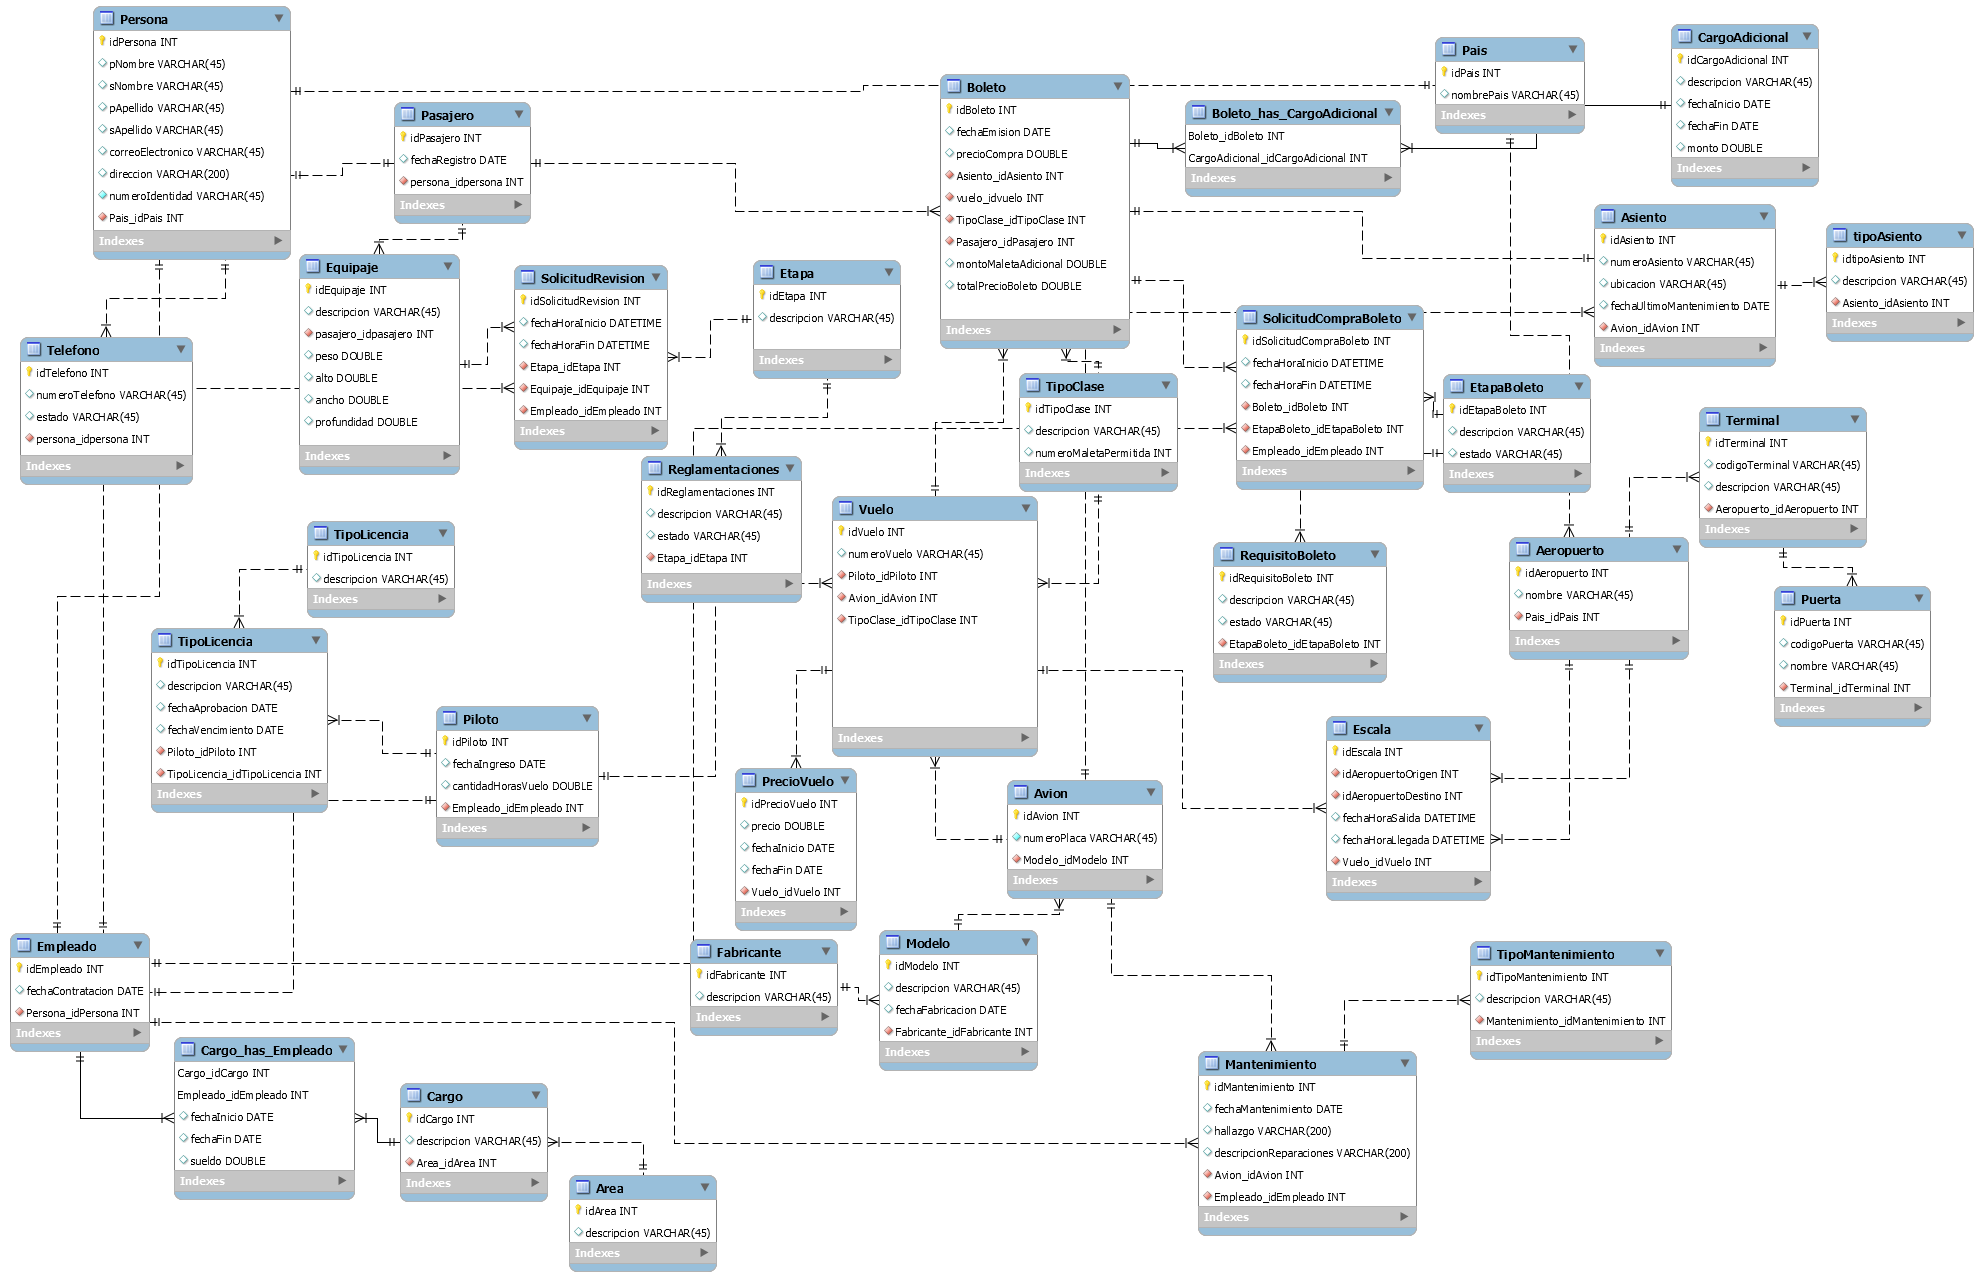 Persona
idPersona INT
pNombre VARCHAR(45)
sNombre VARCHAR(45)
pApellido VARCHAR(45)
sApellido VARCHAR(45)
correoElectronico VARCHAR(45)
direccion VARCHAR(200)
numeroIdentidad VARCHAR(45)
Pais_idPais INT
Indexes
Pasajero
idPasajero INT
fechaRegistro DATE
persona_idpersona INT
Indexes
Boleto
idBoleto INT
fechaEmision DATE
precioCompra DOUBLE
Asiento_idAsiento INT
vuelo_idvuelo INT
TipoClase_idTipoClase INT
Pasajero_idPasajero INT
montoMaletaAdicional DOUBLE
totalPrecioBoleto DOUBLE
Indexes
Boleto_has_CargoAdicional
Boleto_idBoleto INT
CargoAdicional_idCargoAdicional INT
Indexes
Pais
idPais INT
nombrePais VARCHAR(45)
Indexes
CargoAdicional
idCargoAdicional INT
descripcion VARCHAR(45)
fechaInicio DATE
fechaFin DATE
monto DOUBLE
Indexes
Asiento
idAsiento INT
numeroAsiento VARCHAR(45)
ubicacion VARCHAR(45)
fechaUltimoMantenimiento DATE
Avion_idAvion INT
Indexes
tipoAsiento
idtipoAsiento INT
descripcion VARCHAR(45)
Asiento_idAsiento INT
Indexes
Equipaje
idEquipaje INT
descripcion VARCHAR(45)
pasajero_idpasajero INT
peso DOUBLE
alto DOUBLE
ancho DOUBLE
profundidad DOUBLE
Indexes
SolicitudRevision
idSolicitudRevision INT
fechaHoraInicio DATETIME
fechaHoraFin DATETIME
Etapa_idEtapa INT
Equipaje_idEquipaje INT
Empleado_idEmpleado INT
Indexes
Etapa
idEtapa INT
descripcion VARCHAR(45)
Indexes
Telefono
idTelefono INT
numeroTelefono VARCHAR(45)
estado VARCHAR(45)
persona_idpersona INT
Indexes
TipoClase
idTipoClase INT
descripcion VARCHAR(45)
numeroMaletaPermitida INT
Indexes
SolicitudCompraBoleto
idSolicitudCompraBoleto INT
fechaHoraInicio DATETIME
fechaHoraFin DATETIME
Boleto_idBoleto INT
EtapaBoleto_idEtapaBoleto INT
Empleado_idEmpleado INT
Indexes
EtapaBoleto
idEtapaBoleto INT
descripcion VARCHAR(45)
estado VARCHAR(45)
Indexes
Terminal
idTerminal INT
codigoTerminal VARCHAR(45)
descripcion VARCHAR(45)
Aeropuerto_idAeropuerto INT
Indexes
Reglamentaciones
idReglamentaciones INT
descripcion VARCHAR(45)
estado VARCHAR(45)
Etapa_idEtapa INT
Indexes
Vuelo
idVuelo INT
numeroVuelo VARCHAR(45)
Piloto_idPiloto INT
Avion_idAvion INT
TipoClase_idTipoClase INT
Indexes
RequisitoBoleto
idRequisitoBoleto INT
descripcion VARCHAR(45)
estado VARCHAR(45)
EtapaBoleto_idEtapaBoleto INT
Indexes
Aeropuerto
idAeropuerto INT
nombre VARCHAR(45)
Pais_idPais INT
Indexes
Puerta
idPuerta INT
codigoPuerta VARCHAR(45)
nombre VARCHAR(45)
Terminal_idTerminal INT
Indexes
TipoLicencia
idTipoLicencia INT
descripcion VARCHAR(45)
Indexes
TipoLicencia
idTipoLicencia INT
descripcion VARCHAR(45)
fechaAprobacion DATE
fechaVencimiento DATE
Piloto_idPiloto INT
TipoLicencia_idTipoLicencia INT
Indexes
Piloto
idPiloto INT
fechaIngreso DATE
cantidadHorasVuelo DOUBLE
Empleado_idEmpleado INT
Indexes
PrecioVuelo
idPrecioVuelo INT
precio DOUBLE
fechaInicio DATE
fechaFin DATE
Vuelo_idVuelo INT
Indexes
Avion
idAvion INT
numeroPlaca VARCHAR(45)
Modelo_idModelo INT
Indexes
Escala
idEscala INT
idAeropuertoOrigen INT
idAeropuertoDestino INT
fechaHoraSalida DATETIME
fechaHoraLlegada DATETIME
Vuelo_idVuelo INT
Indexes
Empleado
idEmpleado INT
fechaContratacion DATE
Persona_idPersona INT
Indexes
Fabricante
idFabricante INT
descripcion VARCHAR(45)
Indexes
Modelo
idModelo INT
descripcion VARCHAR(45)
fechaFabricacion DATE
Fabricante_idFabricante INT
Indexes
TipoMantenimiento
idTipoMantenimiento INT
descripcion VARCHAR(45)
Mantenimiento_idMantenimiento INT
Indexes
Cargo_has_Empleado
Cargo_idCargo INT
Empleado_idEmpleado INT
fechaInicio DATE
fechaFin DATE
sueldo DOUBLE
Indexes
Cargo
idCargo INT
descripcion VARCHAR(45)
Area_idArea INT
Indexes
Area
idArea INT
descripcion VARCHAR(45)
Indexes
Mantenimiento
idMantenimiento INT
fechaMantenimiento DATE
hallazgo VARCHAR(200)
descripcionReparaciones VARCHAR(200)
Avion_idAvion INT
Empleado_idEmpleado INT
Indexes